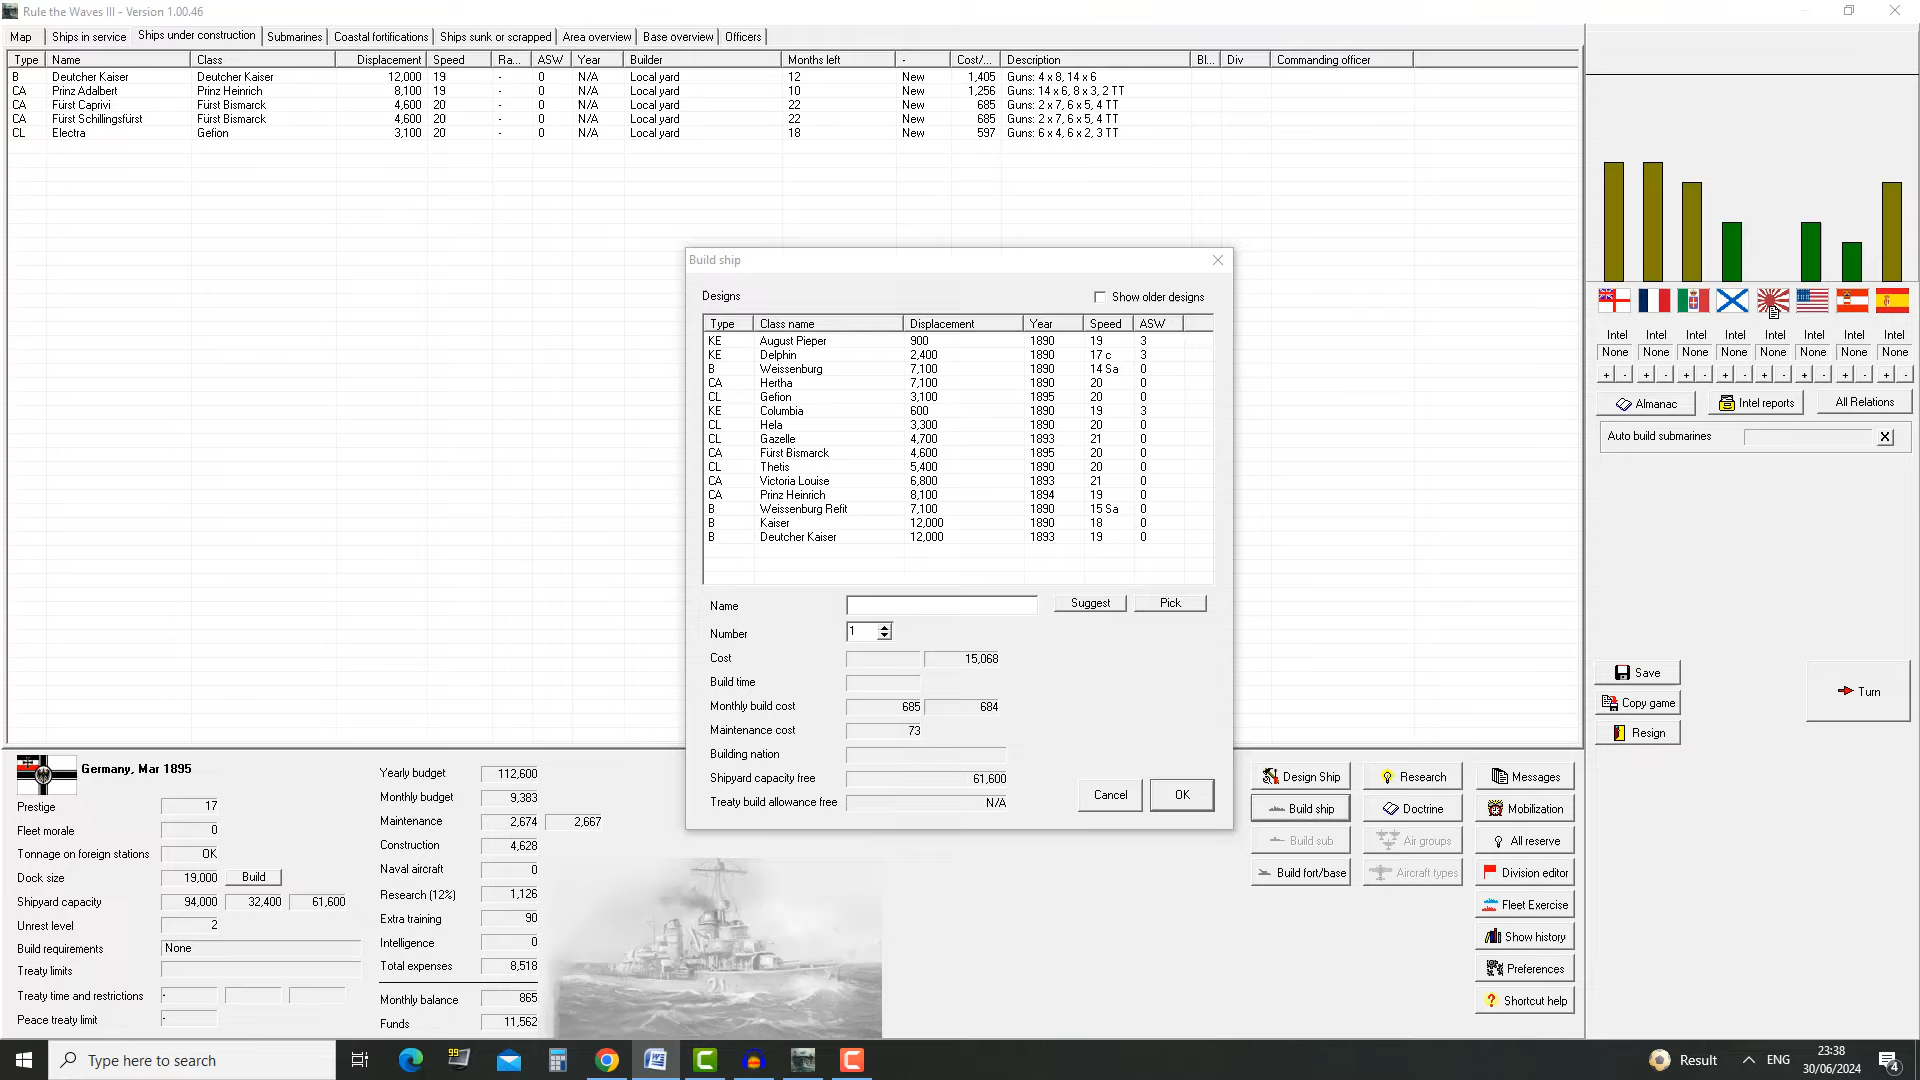 Rule the Waves III - Version 1.00.46
Map Ships in service Ships under construction Submarines Coastal fortifications Ships sunk or scrapped Area overview Base overview Officers
Type Name Class Displacement Speed Ra... ASW Year Builder Months left - Cost/... Description Bl... Div Commanding officer
B Deutcher Kaiser Deutcher Kaiser 12,000 19 - 0 N/A Local yard 12 New 1,405 Guns: 4 x 8, 14 x 6
CA Prinz Adalbert Prinz Heinrich 8,100 19 - 0 N/A Local yard 10 New 1,256 Guns: 14 x 6, 8 x 3, 2 TT
CA Fürst Caprivi Fürst Bismarck 4,600 20 - 0 N/A Local yard 22 New 685 Guns: 2 x 7, 6 x 5, 4 TT
CA Fürst Schillingsfürst Fürst Bismarck 4,600 20 - 0 N/A Local yard 22 New 685 Guns: 2 x 7, 6 x 5, 4 TT
CL Electra Gefion 3,100 20 - 0 N/A Local yard 18 New 597 Guns: 6 x 4, 6 x 2, 3 TT
Build ship
Designs Show older designs
Type Class name Displacement Year Speed ASW
KE August Pieper 900 1890 19 3
KE Delphin 2,400 1890 17 c 3
B Weissenburg 7,100 1890 14 Sa 0
CA Hertha 7,100 1890 20 0
CL Gefion 3,100 1895 20 0
KE Columbia 600 1890 19 3
CL Hela 3,300 1890 20 0
CL Gazelle 4,700 1893 21 0
CA Fürst Bismarck 4,600 1895 20 0
CL Thetis 5,400 1890 20 0
CA Victoria Louise 6,800 1893 21 0
CA Prinz Heinrich 8,100 1894 19 0
B Weissenburg Refit 7,100 1890 15 Sa 0
B Kaiser 12,000 1890 18 0
B Deutcher Kaiser 12,000 1893 19 0
Name Suggest Pick
Number 1
Cost 15,068
Build time
Monthly build cost 685 684
Maintenance cost 73
Building nation
Shipyard capacity free 61,600
Treaty build allowance free N/A
Cancel OK
Intel Intel Intel Intel Intel Intel Intel Intel
None None None None None None None None
+ - + - + - + - + - + - + - + -
Almanac Intel reports All Relations
Auto build submarines X
Save
Copy game
Resign
Turn
Germany, Mar 1895
Prestige 17
Fleet morale 0
Tonnage on foreign stations OK
Dock size 19,000 Build
Shipyard capacity 94,000 32,400 61,600
Unrest level 2
Build requirements None
Treaty limits
Treaty time and restrictions -
Peace treaty limit -
Yearly budget 112,600
Monthly budget 9,383
Maintenance 2,674 2,667
Construction 4,628
Naval aircraft 0
Research (12%) 1,126
Extra training 90
Intelligence 0
Total expenses 8,518
Monthly balance 865
Funds 11,562
Design Ship Research Messages
Build ship Doctrine Mobilization
Build sub Air groups All reserve
Build fort/base Aircraft types Division editor
Fleet Exercise
Show history
Preferences
Shortcut help
Type here to search
99
Result ENG 23:38
30/06/2024
4